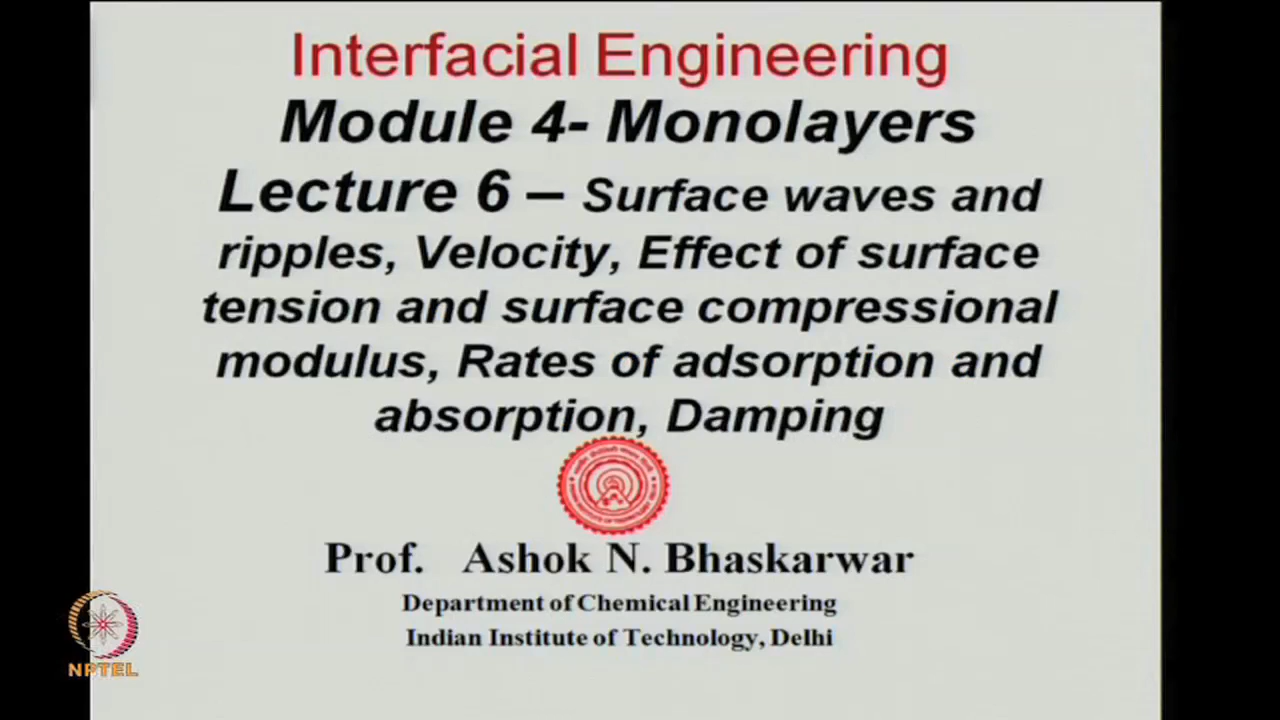 Interfacial Engineering
Module 4- Monolayers
Lecture 6 – Surface waves and
ripples, Velocity, Effect of surface
tension and surface compressional
modulus, Rates of adsorption and
absorption, Damping
Prof. Ashok N. Bhaskarwar
Department of Chemical Engineering
Indian Institute of Technology, Delhi
NPTEL